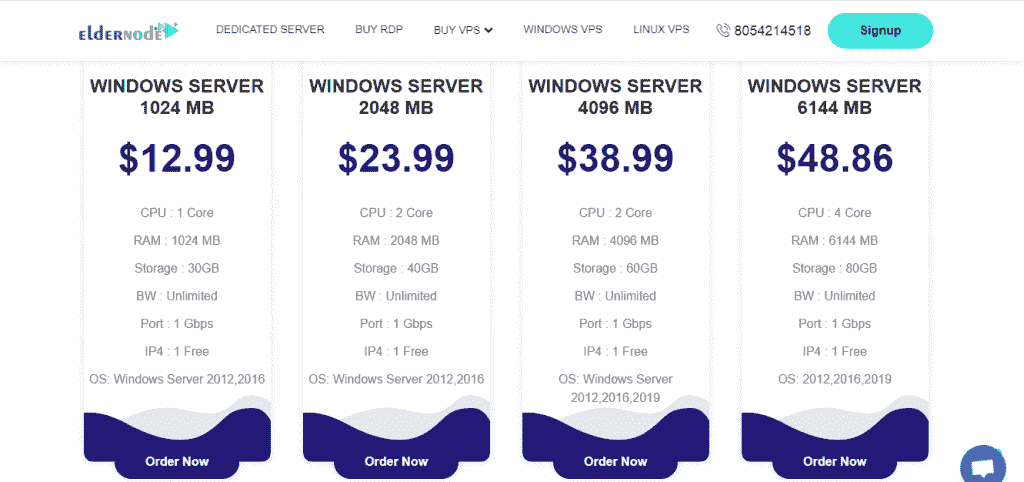 eldernode
DEDICATED SERVER
BUY RDP
BUY VPS
WINDOWS VPS
LINUX VPS
8054214518
Signup
WINDOWS SERVER
1024 MB
$12.99
CPU : 1 Core
RAM : 1024 MB
Storage : 30GB
BW : Unlimited
Port : 1 Gbps
IP4 : 1 Free
OS: Windows Server 2012,2016
Order Now
WINDOWS SERVER
2048 MB
$23.99
CPU : 2 Core
RAM : 2048 MB
Storage : 40GB
BW : Unlimited
Port : 1 Gbps
IP4 : 1 Free
OS: Windows Server 2012,2016
Order Now
WINDOWS SERVER
4096 MB
$38.99
CPU : 2 Core
RAM : 4096 MB
Storage : 60GB
BW : Unlimited
Port : 1 Gbps
IP4 : 1 Free
OS: Windows Server
2012,2016,2019
Order Now
WINDOWS SERVER
6144 MB
$48.86
CPU : 4 Core
RAM : 6144 MB
Storage : 80GB
BW : Unlimited
Port : 1 Gbps
IP4 : 1 Free
OS: 2012,2016,2019
Order Now